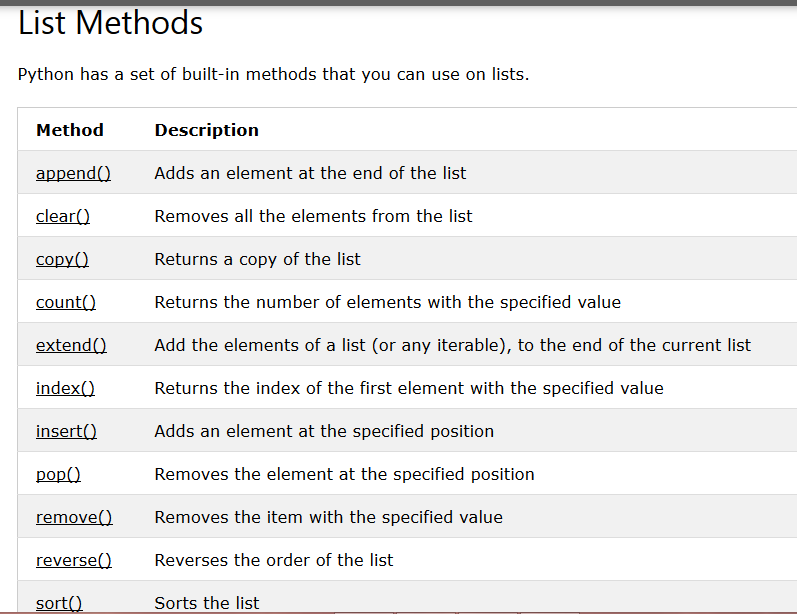 List Methods
Python has a set of built-in methods that you can use on lists.
Method Description
append() Adds an element at the end of the list
clear() Removes all the elements from the list
copy() Returns a copy of the list
count() Returns the number of elements with the specified value
extend() Add the elements of a list (or any iterable), to the end of the current list
index() Returns the index of the first element with the specified value
insert() Adds an element at the specified position
pop() Removes the element at the specified position
remove() Removes the item with the specified value
reverse() Reverses the order of the list
sort() Sorts the list